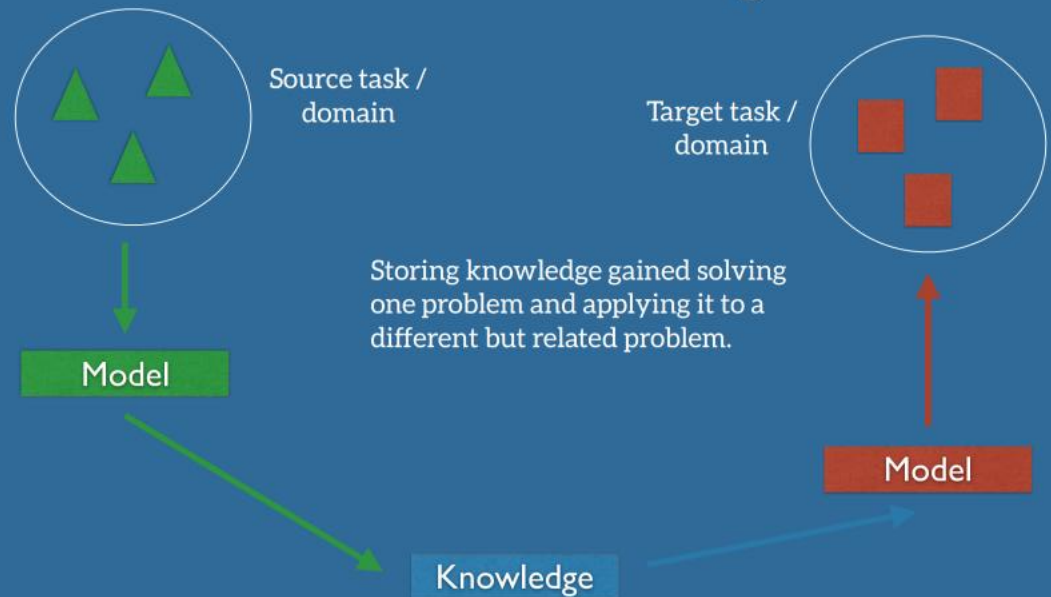 Source task /
domain
Target task /
domain
Storing knowledge gained solving
one problem and applying it to a
different but related problem.
Model
Model
Knowledge